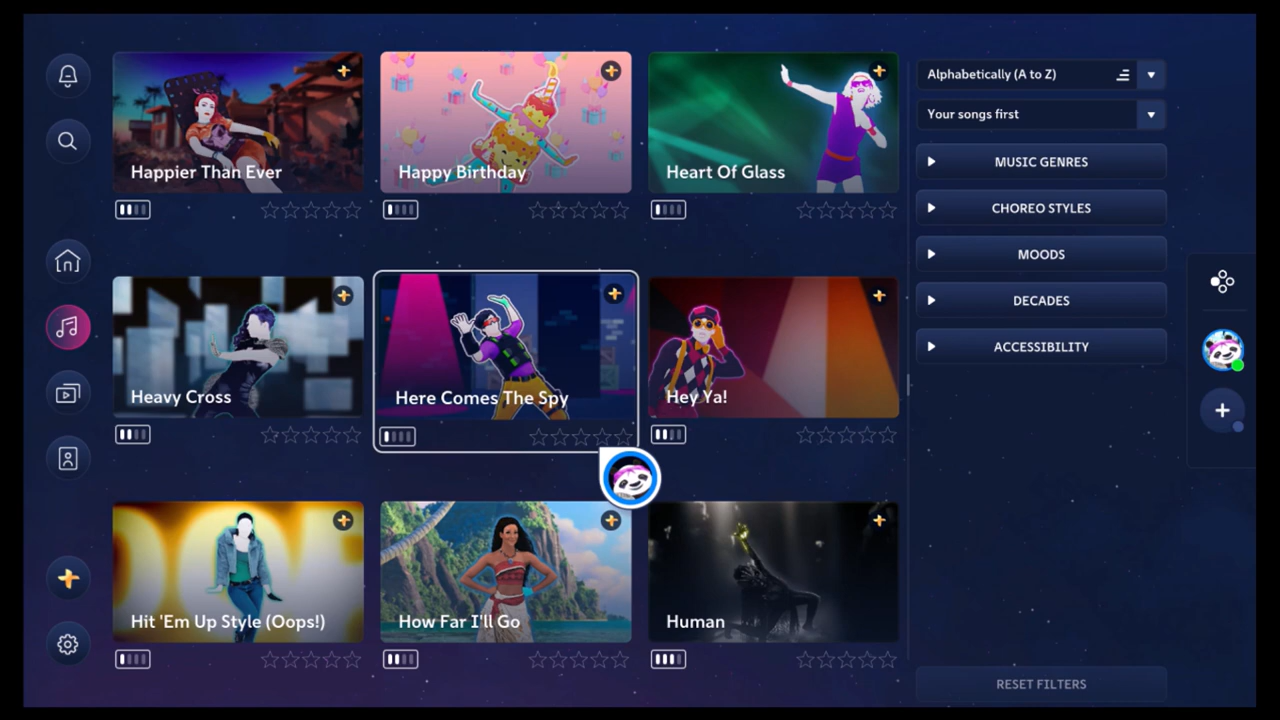 Happier Than Ever
Happy Birthday
Heart Of Glass
Heavy Cross
Here Comes The Spy
Hey Ya!
Hit 'Em Up Style (Oops!)
How Far I'll Go
Human
Alphabetically (A to Z)
Your songs first
MUSIC GENRES
CHOREO STYLES
MOODS
DECADES
ACCESSIBILITY
RESET FILTERS